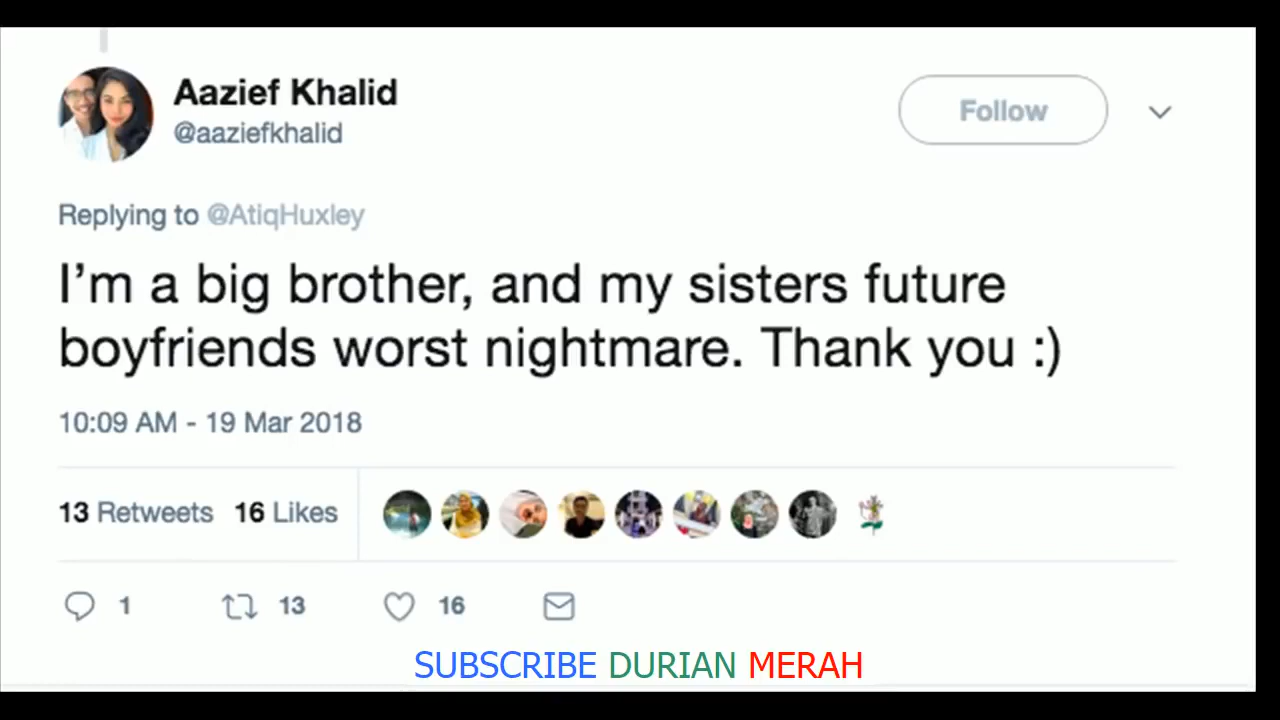 Aazief Khalid
@aaziefkhalid
Follow
Replying to @AtiqHuxley
I'm a big brother, and my sisters future
boyfriends worst nightmare. Thank you :)
10:09 AM - 19 Mar 2018
13 Retweets 16 Likes
1 13 16
SUBSCRIBE DURIAN MERAH